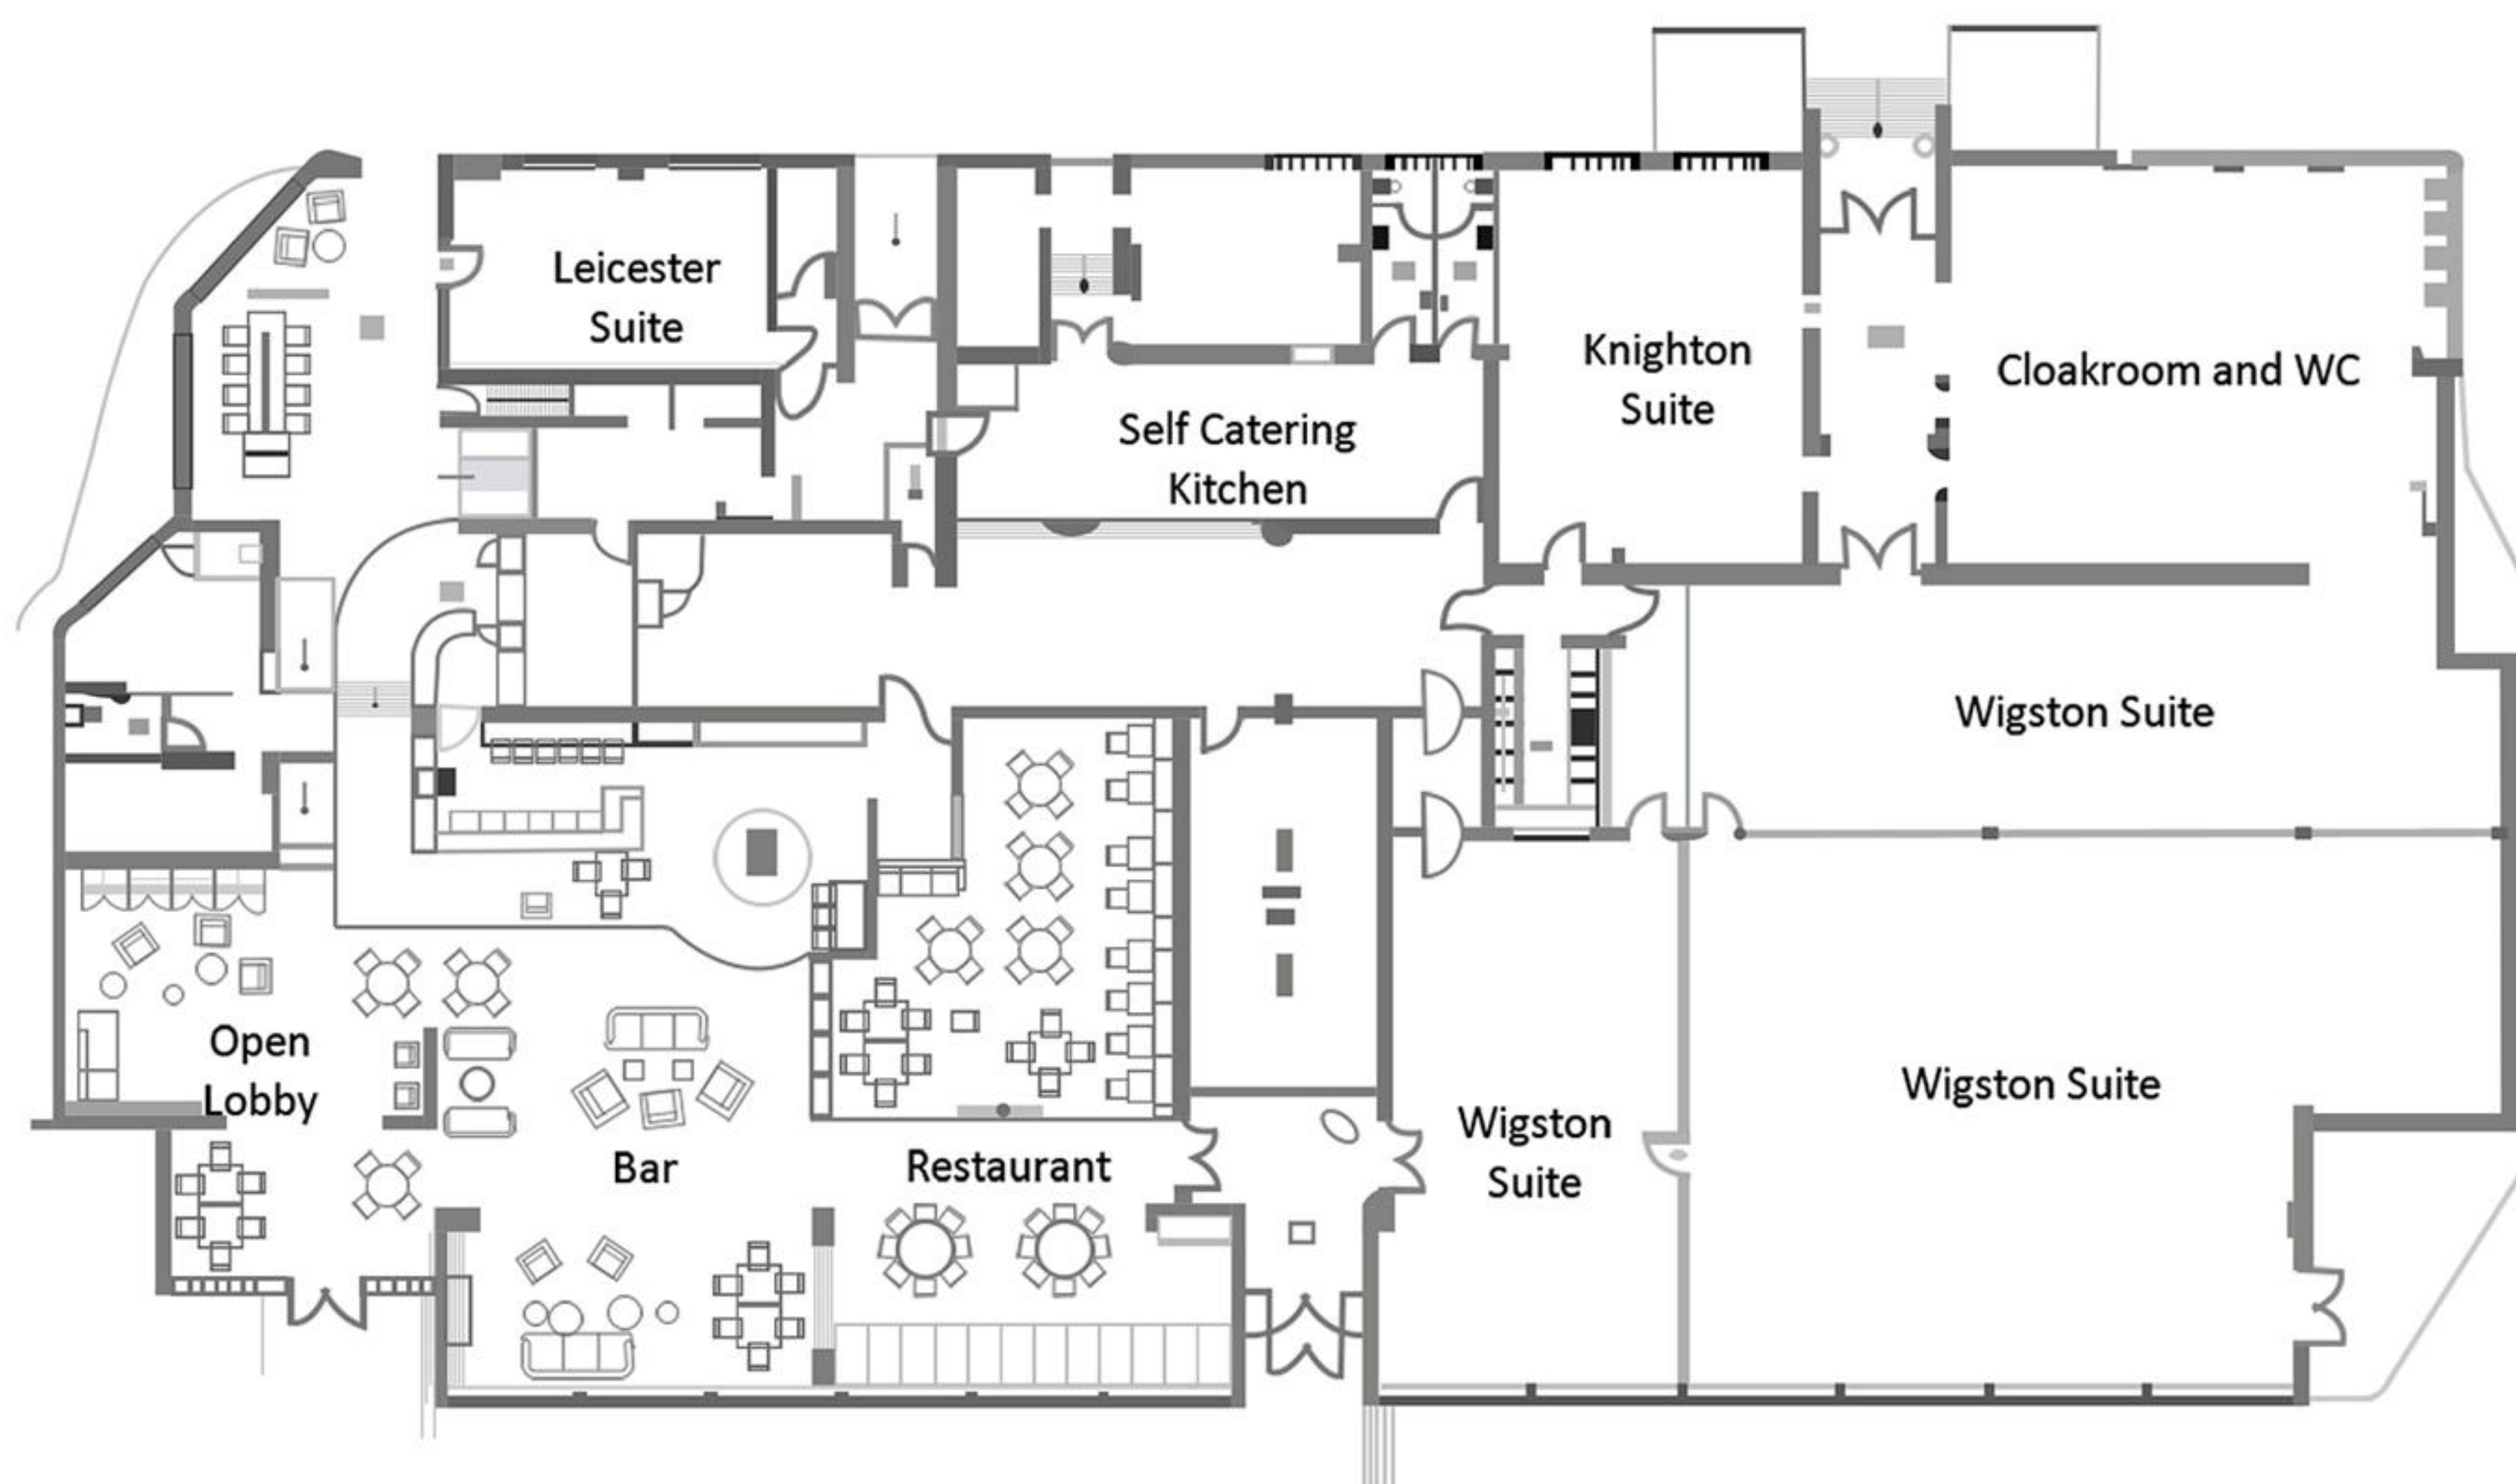 Leicester
Suite
Knighton
Suite
Cloakroom and WC
Self Catering
Kitchen
Wigston Suite
Open
Lobby
Bar
Restaurant
Wigston
Suite
Wigston Suite